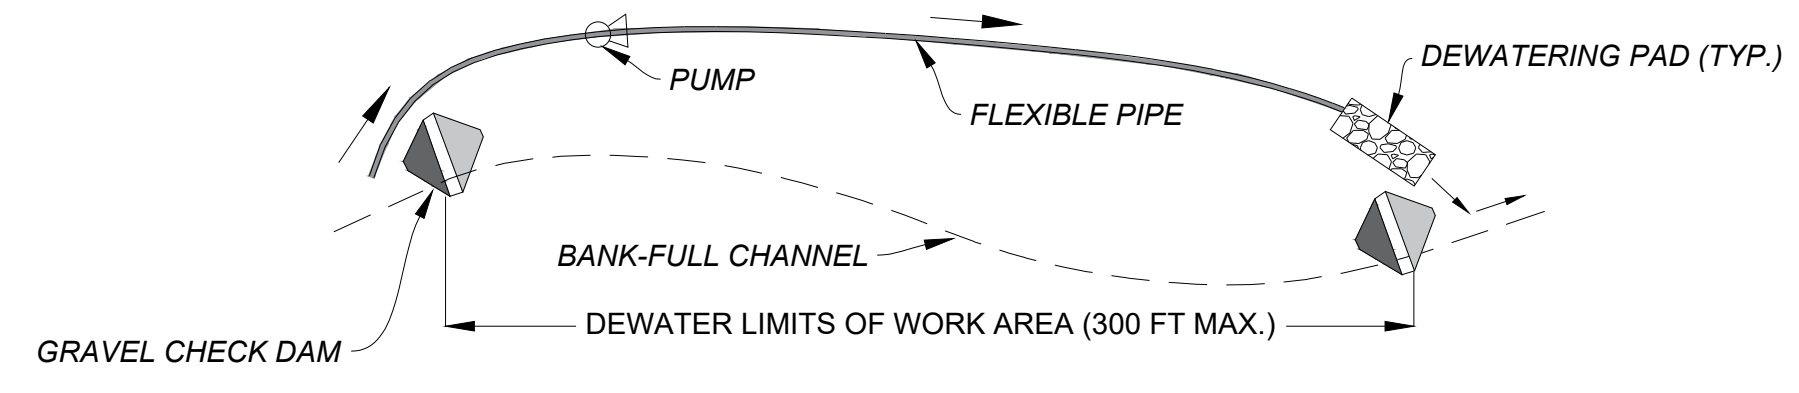 DEWATERING PAD (TYP.)
PUMP
FLEXIBLE PIPE
BANK-FULL CHANNEL
DEWATER LIMITS OF WORK AREA (300 FT MAX.)
GRAVEL CHECK DAM